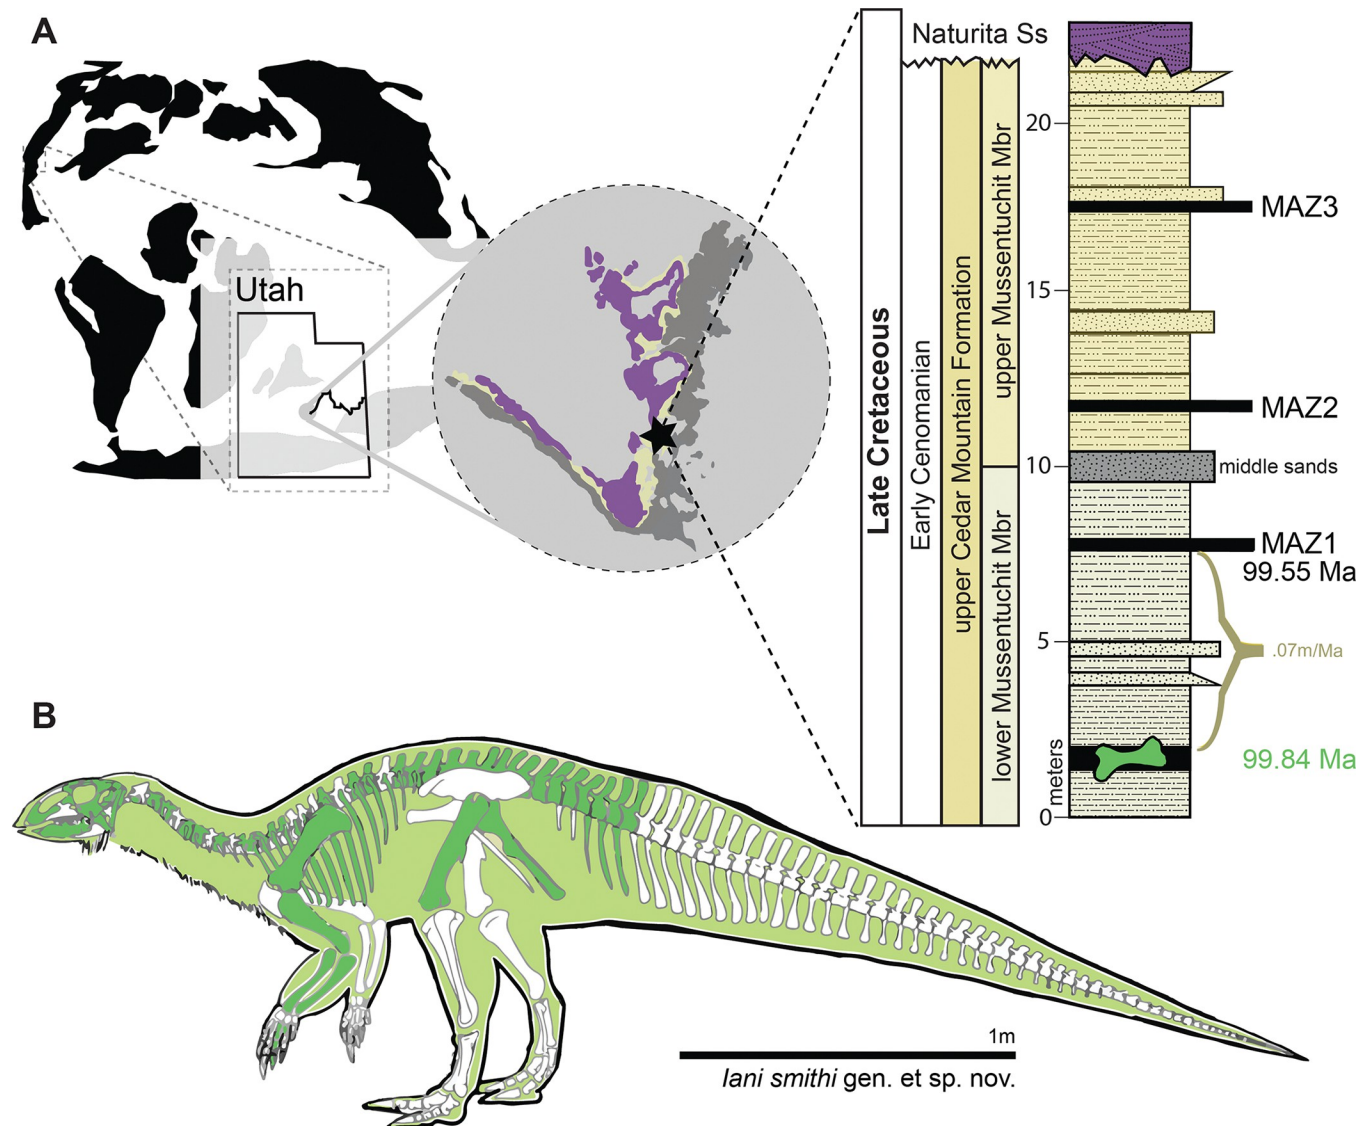 A
Utah
Naturita Ss
Late Cretaceous
Early Cenomanian
upper Cedar Mountain Formation
upper Mussentuchit Mbr
lower Mussentuchit Mbr
20
15
10
5
0
meters
MAZ3
MAZ2
middle sands
MAZ1
99.55 Ma
.07m/Ma
99.84 Ma
B
1m
Iani smithi gen. et sp. nov.